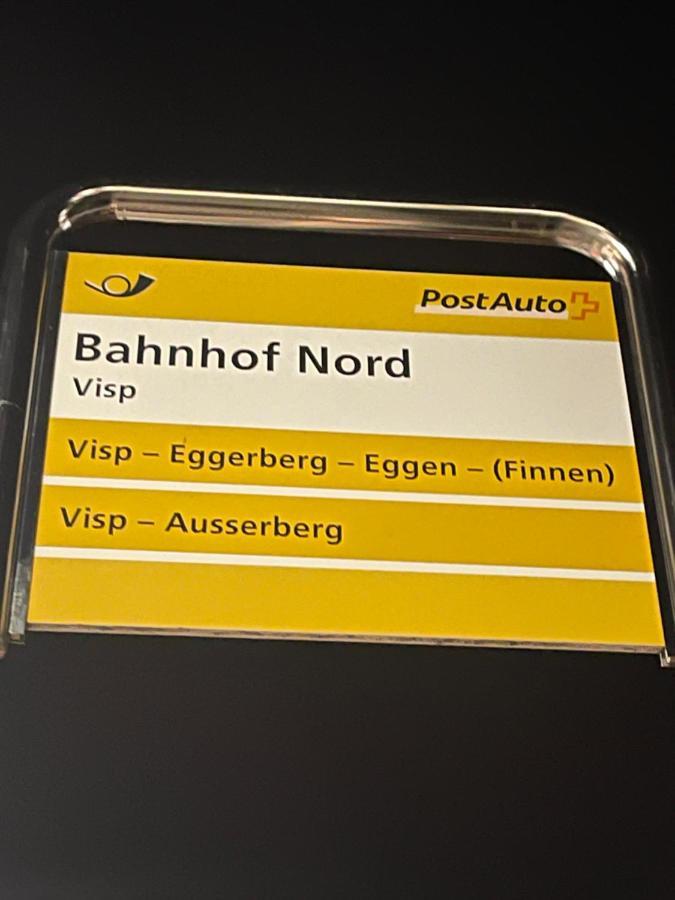 PostAuto
Bahnhof Nord
Visp
Visp – Eggerberg – Eggen – (Finnen)
Visp – Ausserberg